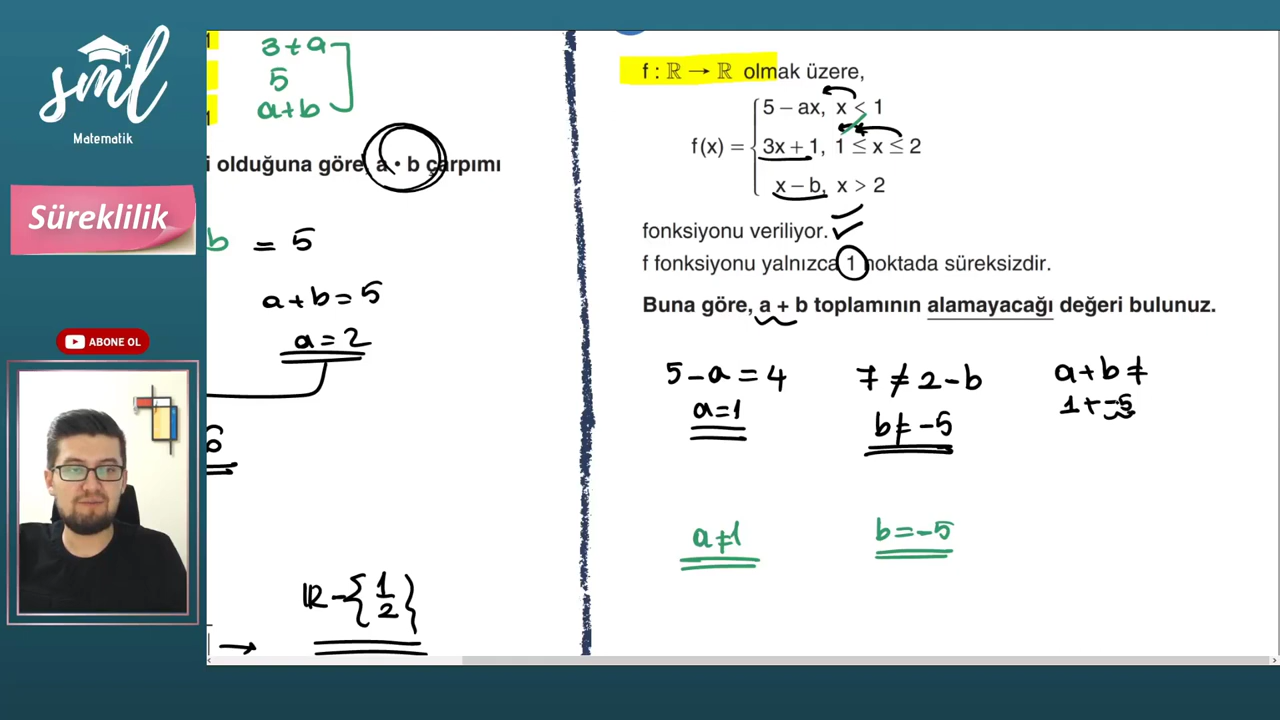 sml
Matematik
Süreklilik
ABONE OL
3+a
5
a+b
i olduğuna göre, a · b çarpımı
b = 5
a+b=5
a=2
6
R-{1/2}
f : ℝ → ℝ olmak üzere,
5 – ax, x < 1
f(x) = 3x + 1, 1 ≤ x ≤ 2
x – b, x > 2
fonksiyonu veriliyor.
f fonksiyonu yalnızca 1 noktada süreksizdir.
Buna göre, a + b toplamının alamayacağı değeri bulunuz.
5-a=4 7≠2-b a+b≠
a=1 b≠-5 1+-5
a≠1 b=-5